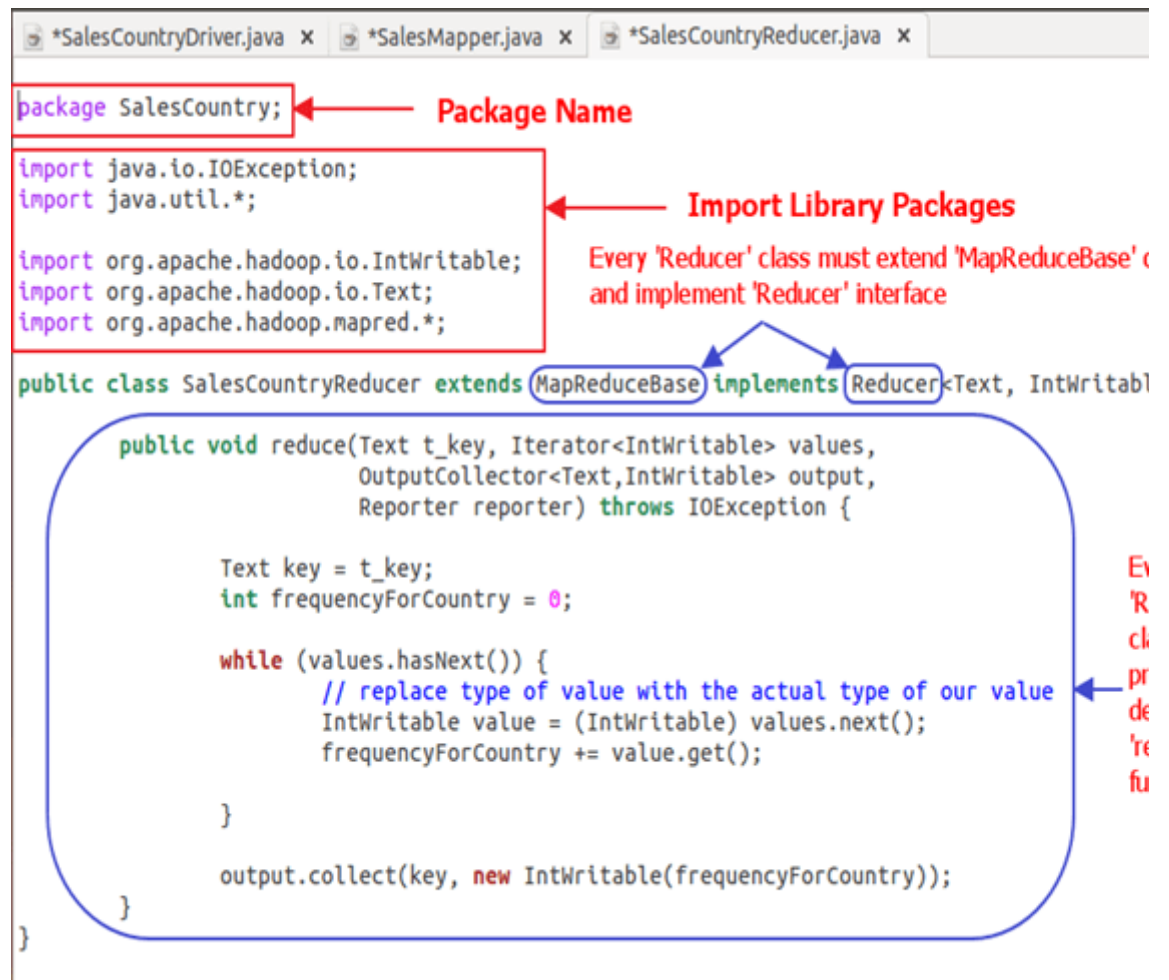 *SalesCountryDriver.java x *SalesMapper.java x *SalesCountryReducer.java x
package SalesCountry;
Package Name
import java.io.IOException;
import java.util.*;
Import Library Packages
import org.apache.hadoop.io.IntWritable;
import org.apache.hadoop.io.Text;
import org.apache.hadoop.mapred.*;
Every 'Reducer' class must extend 'MapReduceBase'
and implement 'Reducer' interface
public class SalesCountryReducer extends MapReduceBase implements Reducer<Text, IntWritabl
public void reduce(Text t_key, Iterator<IntWritable> values,
OutputCollector<Text,IntWritable> output,
Reporter reporter) throws IOException {
Text key = t_key;
int frequencyForCountry = 0;
while (values.hasNext()) {
// replace type of value with the actual type of our value
IntWritable value = (IntWritable) values.next();
frequencyForCountry += value.get();
}
output.collect(key, new IntWritable(frequencyForCountry));
}
}